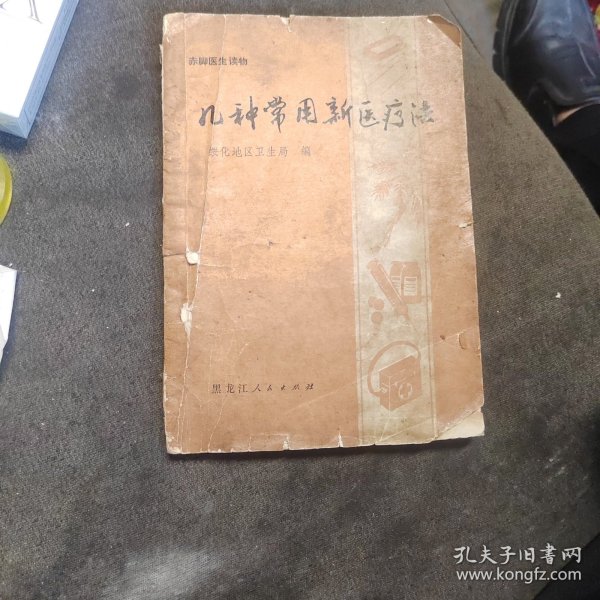 赤脚医生读物
几种常用新医疗法
绥化地区卫生局 编
黑龙江人民出版社
孔夫子旧书网
www.kongfz.com